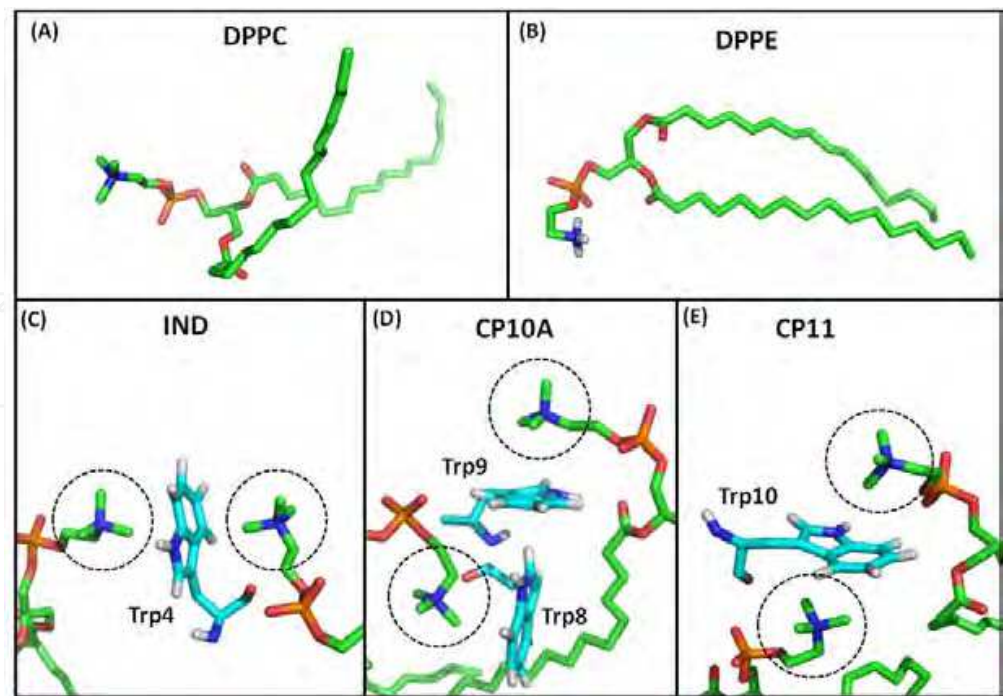 (A)
DPPC
(B)
DPPE
(C)
IND
Trp4
(D)
CP10A
Trp9
Trp8
(E)
CP11
Trp10